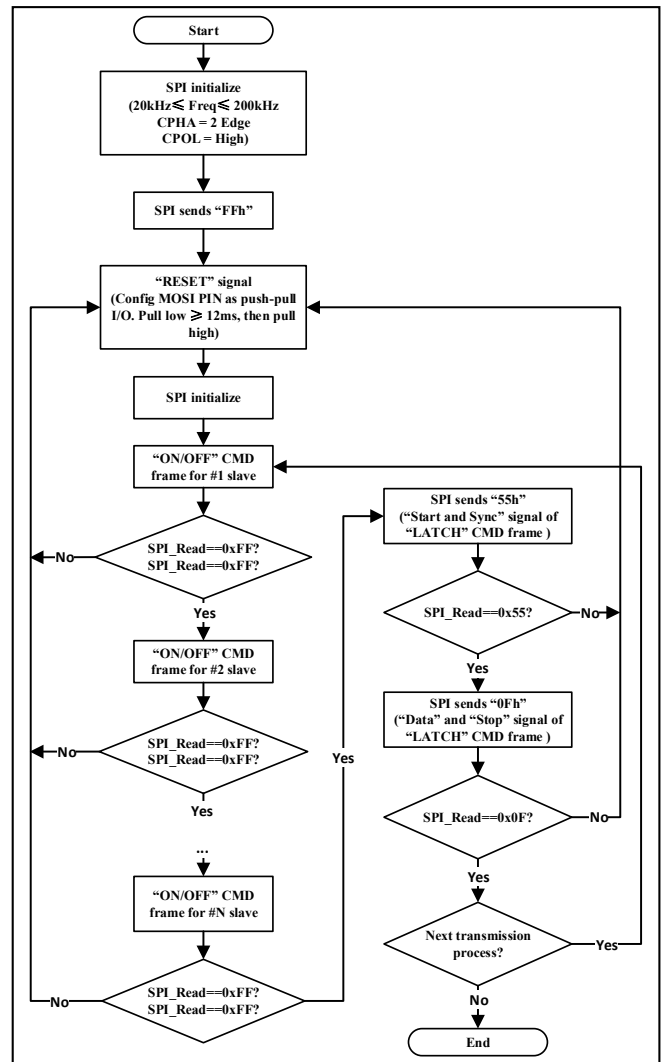 Start
SPI initialize
(20kHz≤ Freq≤ 200kHz
CPHA = 2 Edge
CPOL = High)
SPI sends “FFh”
“RESET” signal
(Config MOSI PIN as push-pull
I/O. Pull low ≥ 12ms, then pull
high)
SPI initialize
“ON/OFF” CMD
frame for #1 slave
SPI_Read==0xFF?
SPI_Read==0xFF?
No
Yes
“ON/OFF” CMD
frame for #2 slave
SPI_Read==0xFF?
SPI_Read==0xFF?
No
Yes
...
“ON/OFF” CMD
frame for #N slave
SPI_Read==0xFF?
SPI_Read==0xFF?
No
Yes
SPI sends “55h”
(“Start and Sync” signal of
“LATCH” CMD frame )
SPI_Read==0x55?
No
Yes
SPI sends “0Fh”
(“Data” and “Stop” signal of
“LATCH” CMD frame )
SPI_Read==0x0F?
No
Yes
Next transmission
process?
Yes
No
End